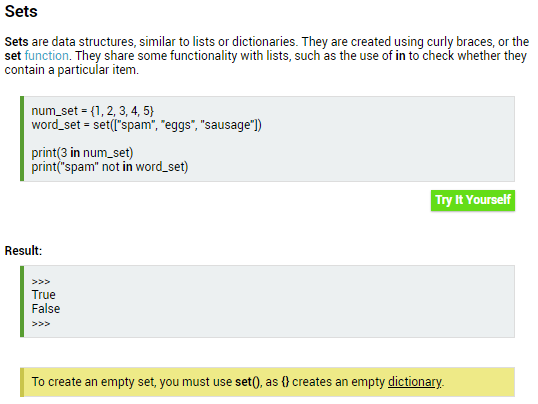 Sets
Sets are data structures, similar to lists or dictionaries. They are created using curly braces, or the
set function. They share some functionality with lists, such as the use of in to check whether they
contain a particular item.
num_set = {1, 2, 3, 4, 5}
word_set = set(["spam", "eggs", "sausage"])
print(3 in num_set)
print("spam" not in word_set)
Try It Yourself
Result:
>>>
True
False
>>>
To create an empty set, you must use set(), as {} creates an empty dictionary.